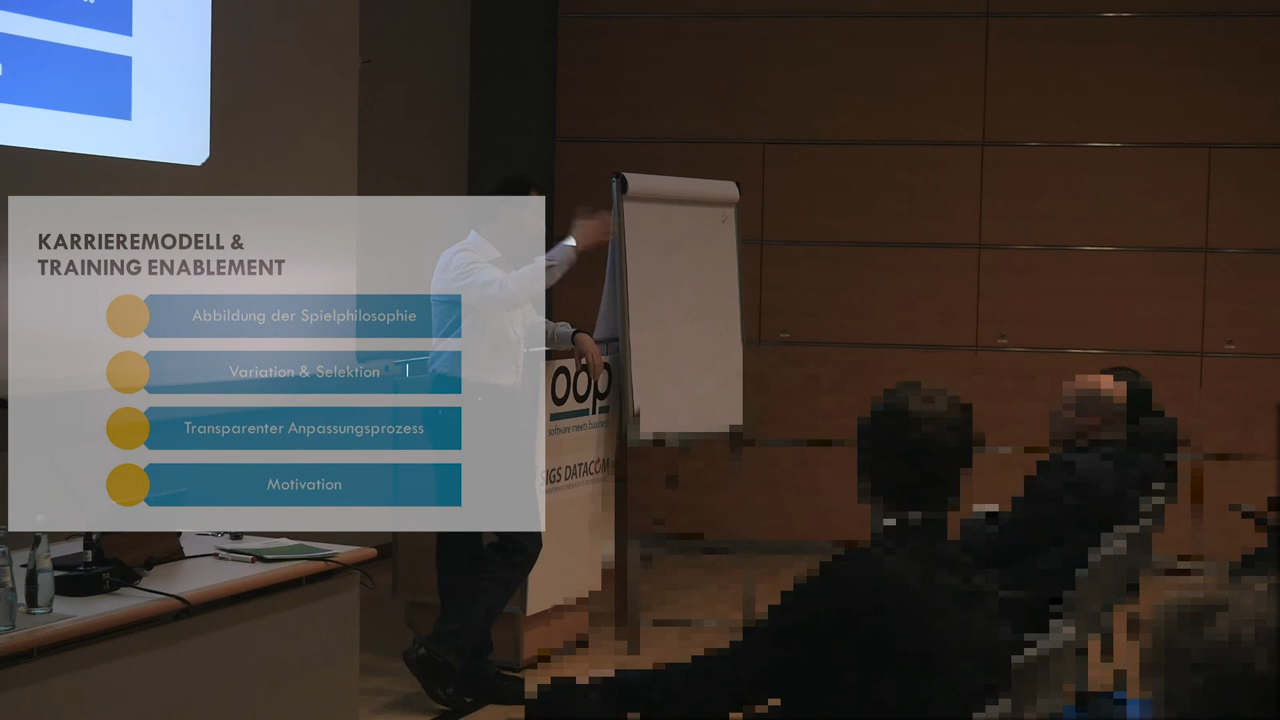 KARRIEREMODELL &
TRAINING ENABLEMENT
Abbildung der Spielphilosophie
Variation & Selektion
Transparenter Anpassungsprozess
Motivation
oop
software meets business
SIGS DATACOM